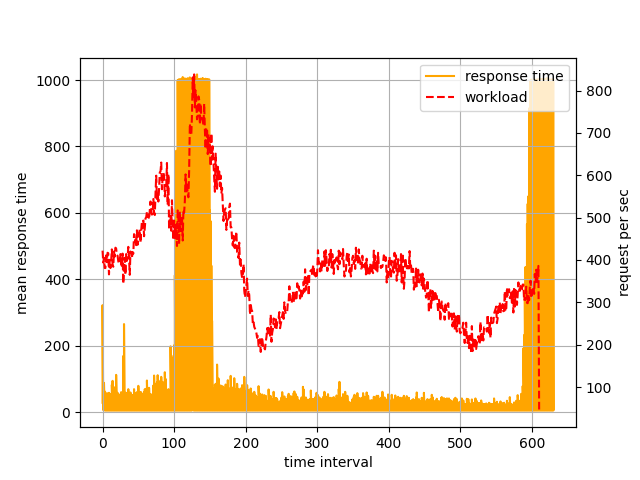 response time
workload
1000
800
600
400
200
0
mean response time
800
700
600
500
400
300
200
100
request per sec
0 100 200 300 400 500 600
time interval